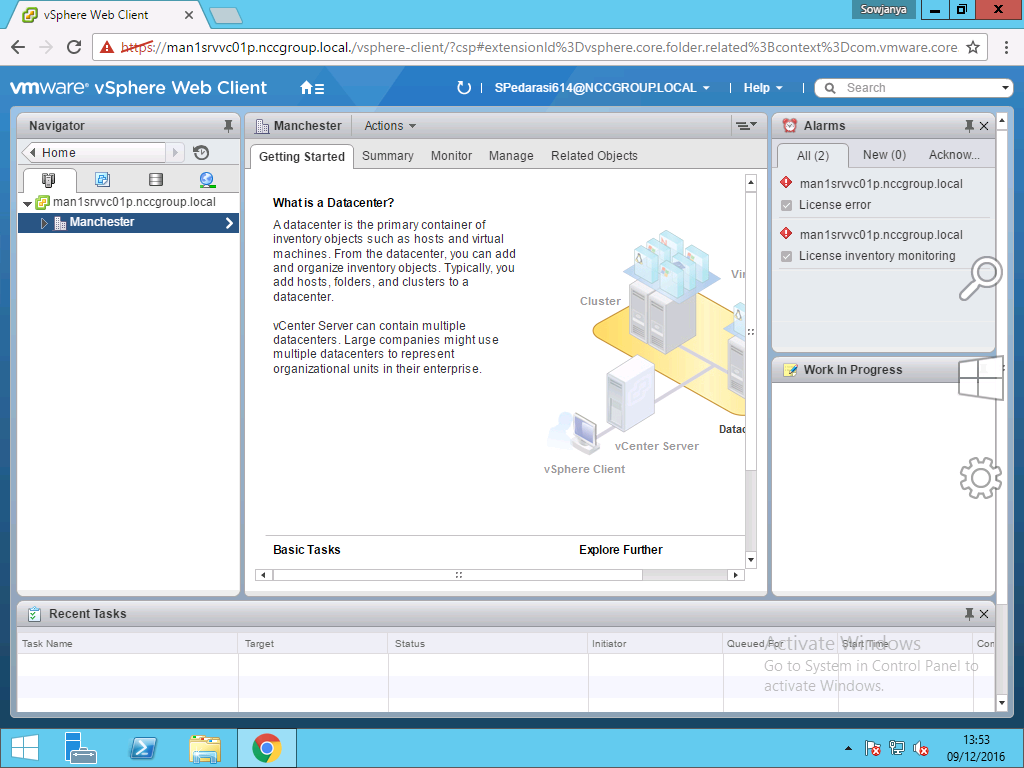 vSphere Web Client
Sowjanya
https://man1srvvc01p.nccgroup.local./vsphere-client/?csp#extensionId%3Dvsphere.core.folder.related%3Bcontext%3Dcom.vmware.core
vmware® vSphere Web Client
SPedarasi614@NCCGROUP.LOCAL
Help
Search
Navigator
Home
man1srvvc01p.nccgroup.local
Manchester
Manchester
Actions
Getting Started
Summary
Monitor
Manage
Related Objects
What is a Datacenter?
A datacenter is the primary container of
inventory objects such as hosts and virtual
machines. From the datacenter, you can add
and organize inventory objects. Typically, you
add hosts, folders, and clusters to a
datacenter.
vCenter Server can contain multiple
datacenters. Large companies might use
multiple datacenters to represent
organizational units in their enterprise.
Cluster
Vir
Datac
vCenter Server
vSphere Client
Basic Tasks
Explore Further
Alarms
All (2)
New (0)
Acknow...
man1srvvc01p.nccgroup.local
License error
man1srvvc01p.nccgroup.local
License inventory monitoring
Work In Progress
Recent Tasks
Task Name
Target
Status
Initiator
Queued For
Start Time
Com
Activate Windows
Go to System in Control Panel to
activate Windows.
13:53
09/12/2016